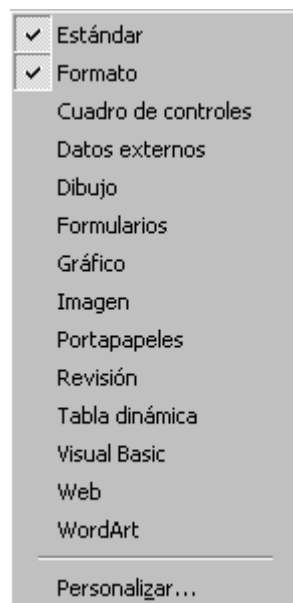 Estándar
Formato
Cuadro de controles
Datos externos
Dibujo
Formularios
Gráfico
Imagen
Portapapeles
Revisión
Tabla dinámica
Visual Basic
Web
WordArt
Personalizar...